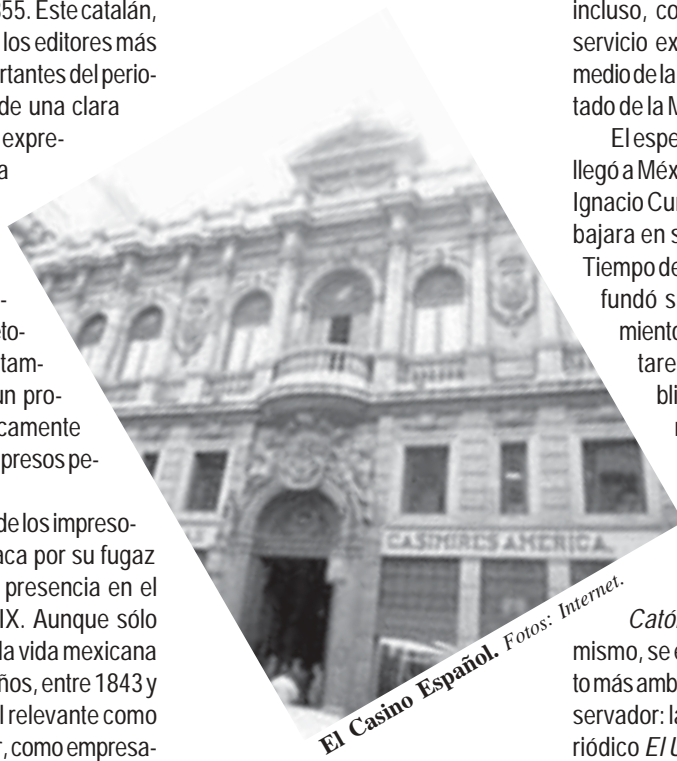 855. Este catalán,
los editores más
rtantes del perio-
de una clara
expre-
a
-
eto-
tam-
un pro-
camente
presos pe-
de los impreso-
aca por su fugaz
presencia en el
IX. Aunque sólo
la vida mexicana
ños, entre 1843 y
l relevante como
r, como empresa-
CASIMIRES AMERICA.
El Casino Español. Fotos: Internet.
incluso, co
servicio ex
medio de la
tado de la M
El espe
llegó a Méx
Ignacio Cu
bajara en s
Tiempo de
fundó s
miento
tare
bli
Cató
mismo, se e
to más amb
servador: la
riódico El U